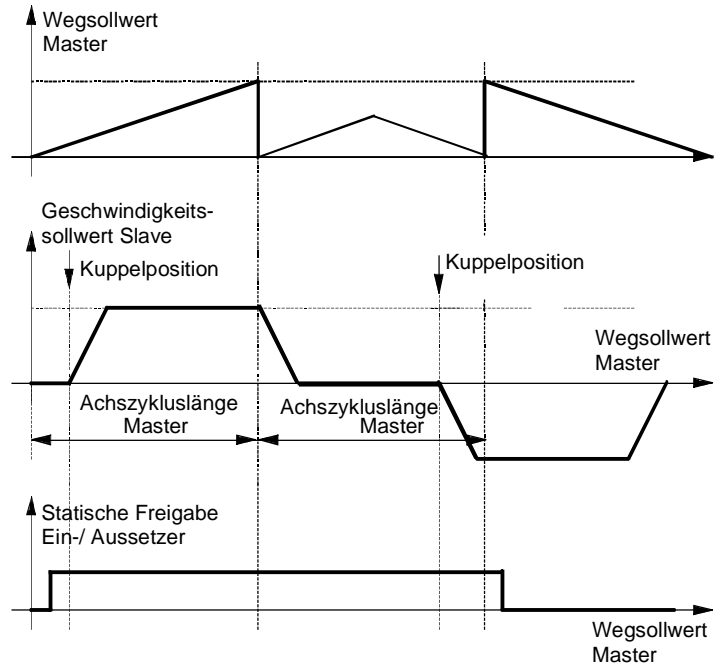 Wegsollwert
Master
Geschwindigkeits-
sollwert Slave
Kuppelposition
Kuppelposition
Wegsollwert
Master
Achszykluslänge
Master
Achszykluslänge
Master
Statische Freigabe
Ein-/ Aussetzer
Wegsollwert
Master